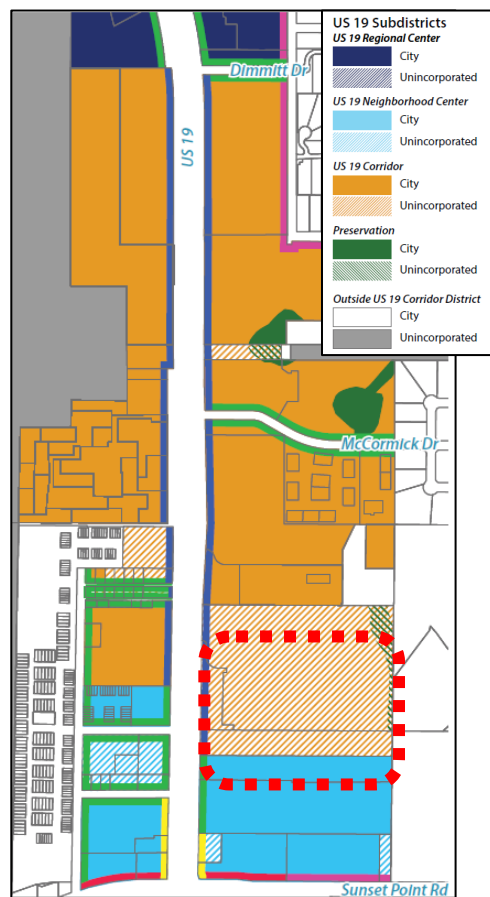 US 19 Subdistricts
US 19 Regional Center
City
Unincorporated
US 19 Neighborhood Center
City
Unincorporated
US 19 Corridor
City
Unincorporated
Preservation
City
Unincorporated
Outside US 19 Corridor District
City
Unincorporated
Dimmitt Dr
US 19
McCormick Dr
Sunset Point Rd